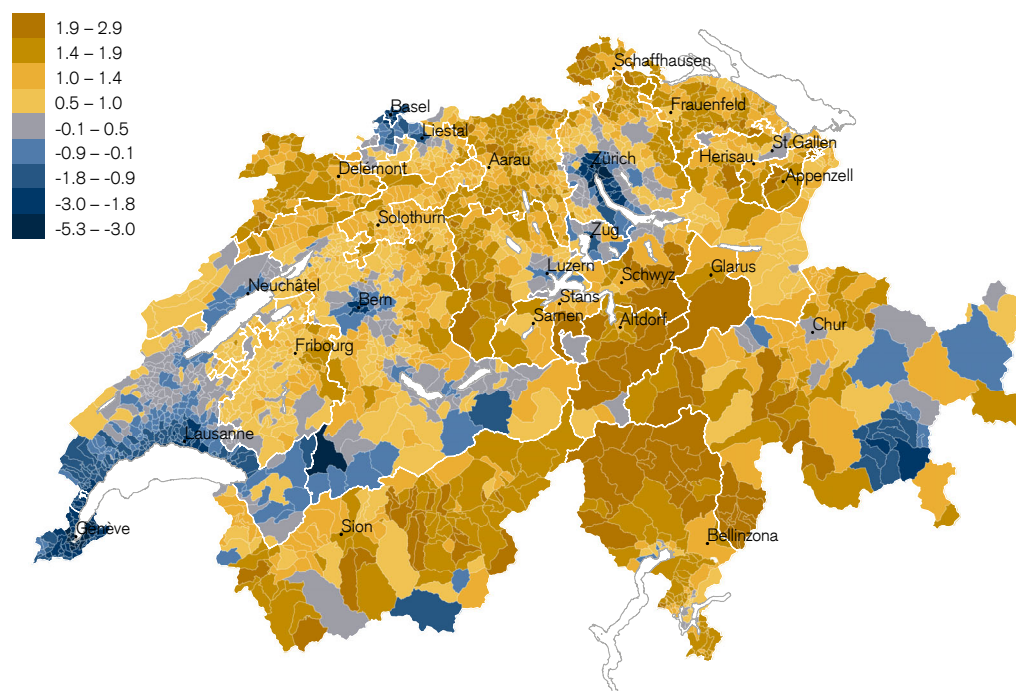 1.9 – 2.9
1.4 – 1.9
1.0 – 1.4
0.5 – 1.0
-0.1 – 0.5
-0.9 – -0.1
-1.8 – -0.9
-3.0 – -1.8
-5.3 – -3.0
Schaffhausen
Basel
Frauenfeld
Liestal
St.Gallen
Zürich
Herisau
Aarau
Delémont
Appenzell
Solothurn
Zug
Luzern
Glarus
Schwyz
Neuchâtel
Bern
Stans
Sarnen
Altdorf
Chur
Fribourg
Lausanne
Sion
Genève
Bellinzona